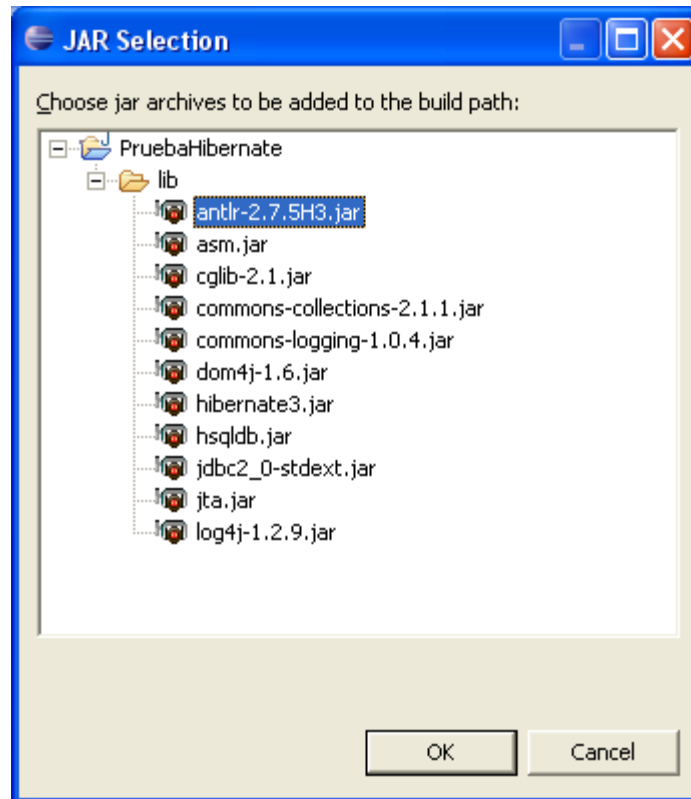 JAR Selection
Choose jar archives to be added to the build path:
PruebaHibernate
lib
antlr-2.7.5H3.jar
asm.jar
cglib-2.1.jar
commons-collections-2.1.1.jar
commons-logging-1.0.4.jar
dom4j-1.6.jar
hibernate3.jar
hsqldb.jar
jdbc2_0-stdext.jar
jta.jar
log4j-1.2.9.jar
OK Cancel